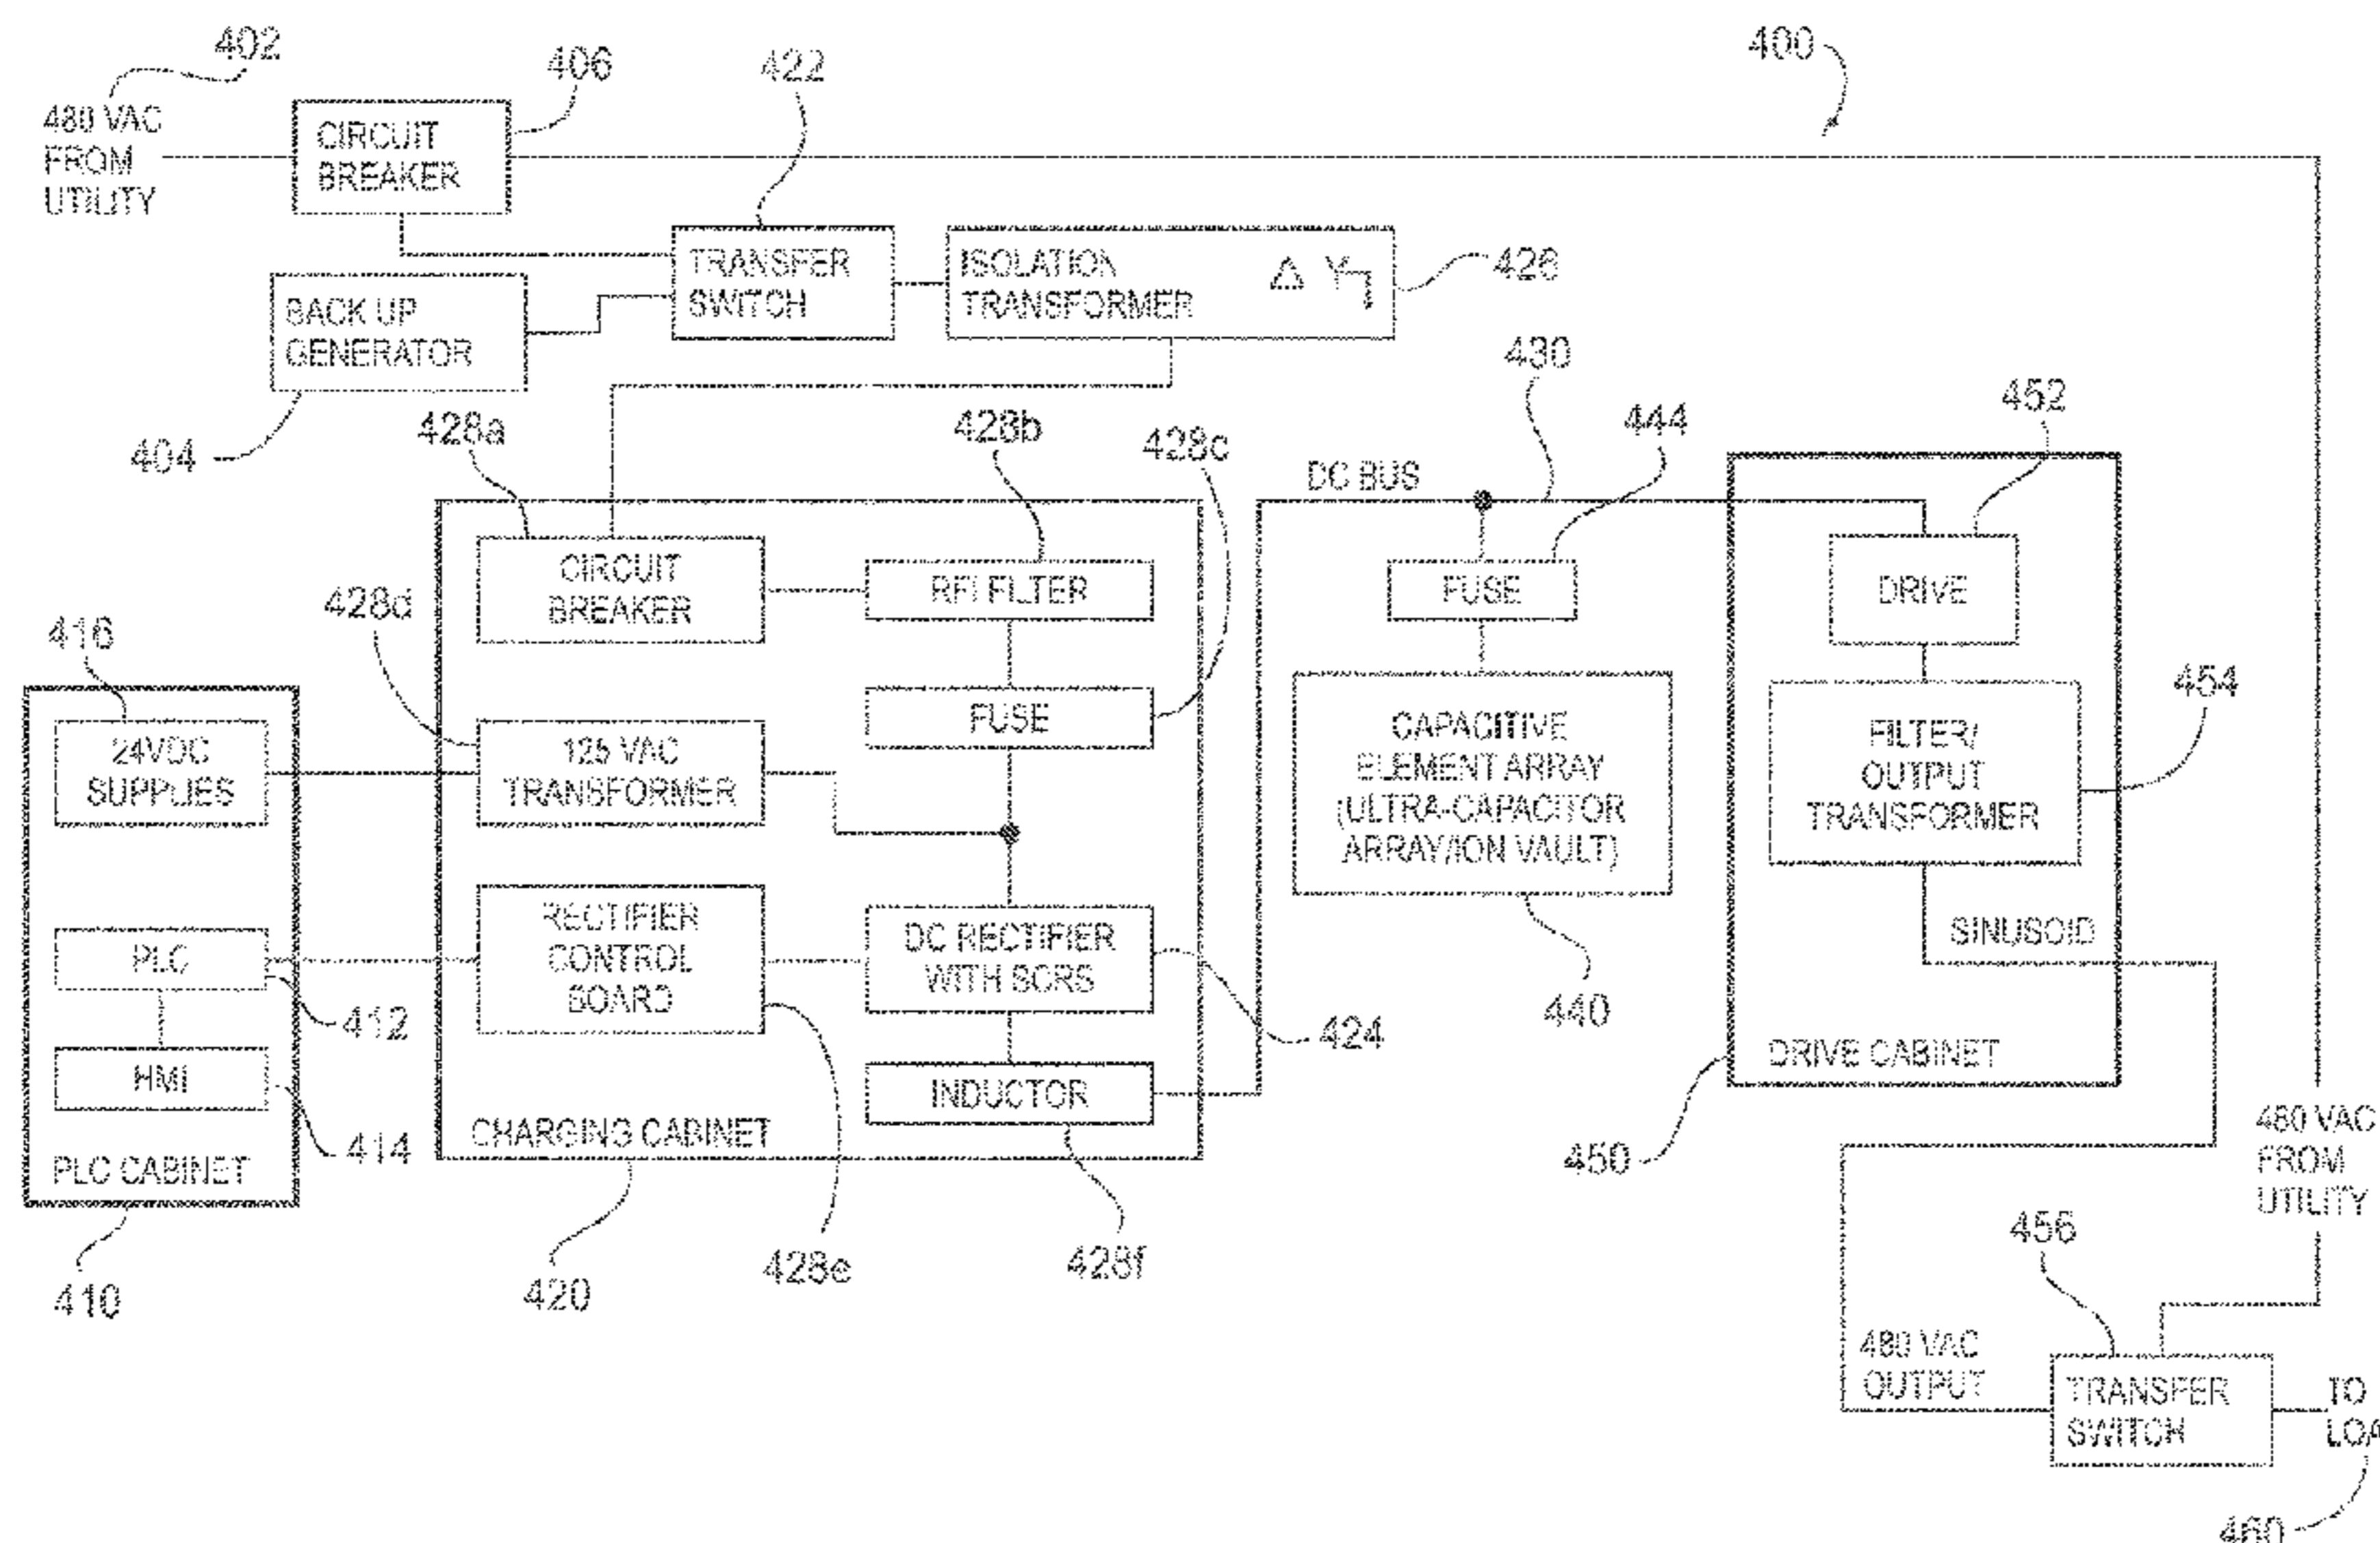 402
480 VAC
FROM
UTILITY
CIRCUIT
BREAKER
406
422
400
TRANSFER
SWITCH
ISOLATION
TRANSFORMER
Δ Y
426
BACK UP
GENERATOR
404
428a
428b
428c
430
444
452
DC BUS
CIRCUIT
BREAKER
RFI FILTER
FUSE
DRIVE
428d
416
24VDC
SUPPLIES
125 VAC
TRANSFORMER
FUSE
CAPACITIVE
ELEMENT ARRAY
(ULTRA-CAPACITOR
ARRAY/ION VAULT)
FILTER/
OUTPUT
TRANSFORMER
454
PLC
412
RECTIFIER
CONTROL
BOARD
DC RECTIFIER
WITH SCRS
424
440
SINUSOID
HMI
414
INDUCTOR
DRIVE CABINET
450
PLC CABINET
410
CHARGING CABINET
420
428e
428f
480 VAC
FROM
UTILITY
456
480 VAC
OUTPUT
TRANSFER
SWITCH
TO
LOA
460